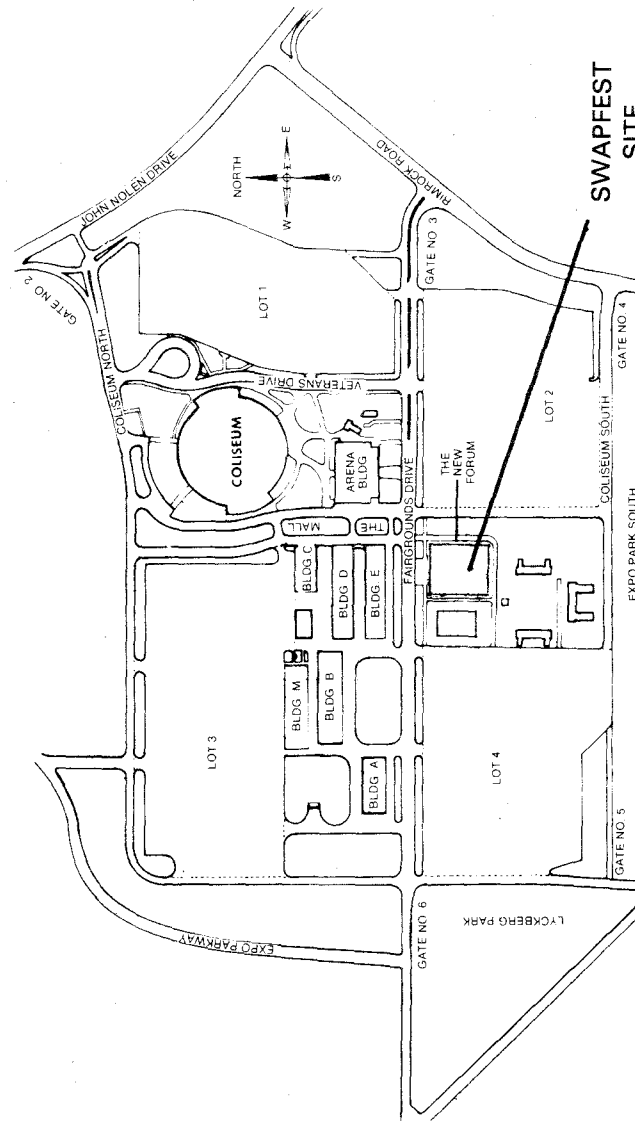 GATE NO 2
JOHN NOLEN DRIVE
COLISEUM NORTH
NORTH
W
E
S
RIMROCK ROAD
LOT 1
VETERANS DRIVE
COLISEUM
ARENA
BLDG
THE MALL
GATE NO. 3
FAIRGROUNDS DRIVE
LOT 3
BLDG C
BLDG D
BLDG E
BLDG M
BLDG B
BLDG A
THE
NEW
FORUM
LOT 2
COLISEUM SOUTH
GATE NO. 4
EXPO PARK SOUTH
LOT 4
GATE NO. 5
GATE NO. 6
EXPO PARKWAY
LYCKBERG PARK
SWAPFEST
SITE